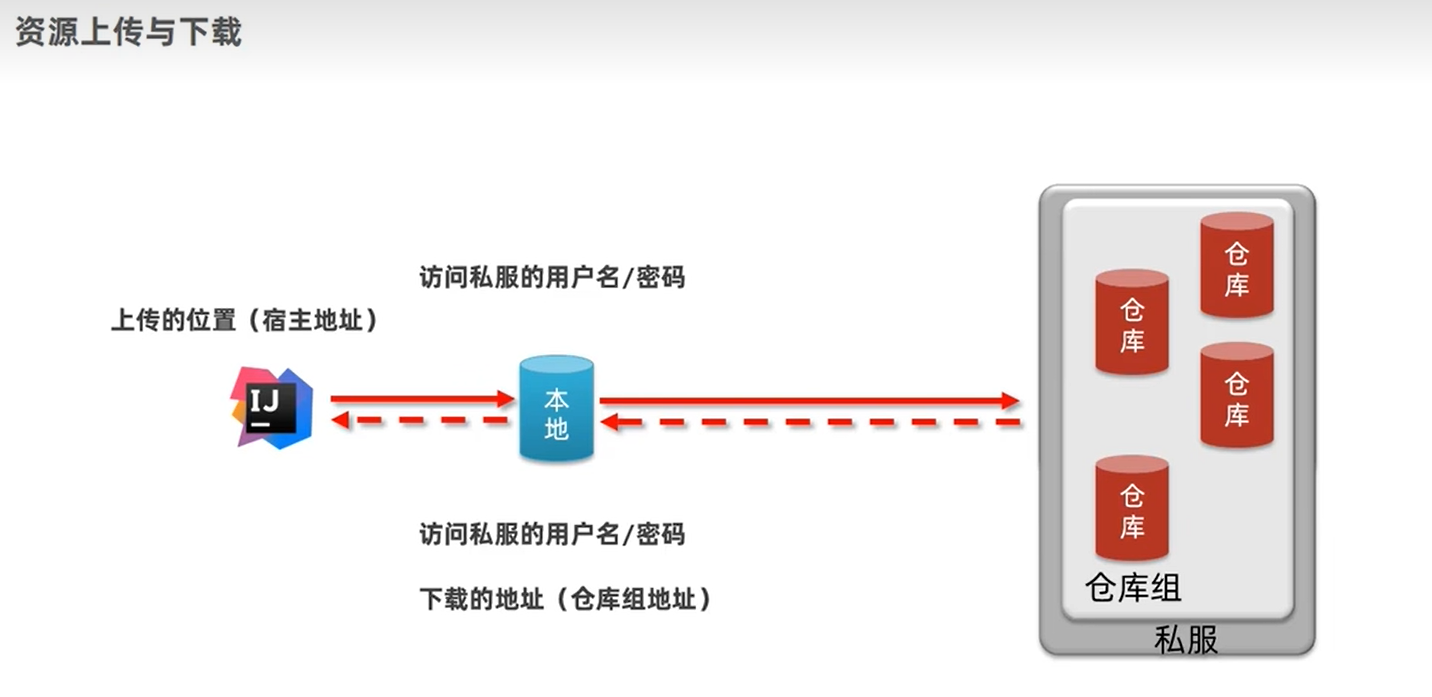 资源上传与下载
访问私服的用户名/密码
上传的位置（宿主地址）
IJ
本
地
仓
库
仓
库
仓
库
仓
库
仓库组
私服
访问私服的用户名/密码
下载的地址（仓库组地址）